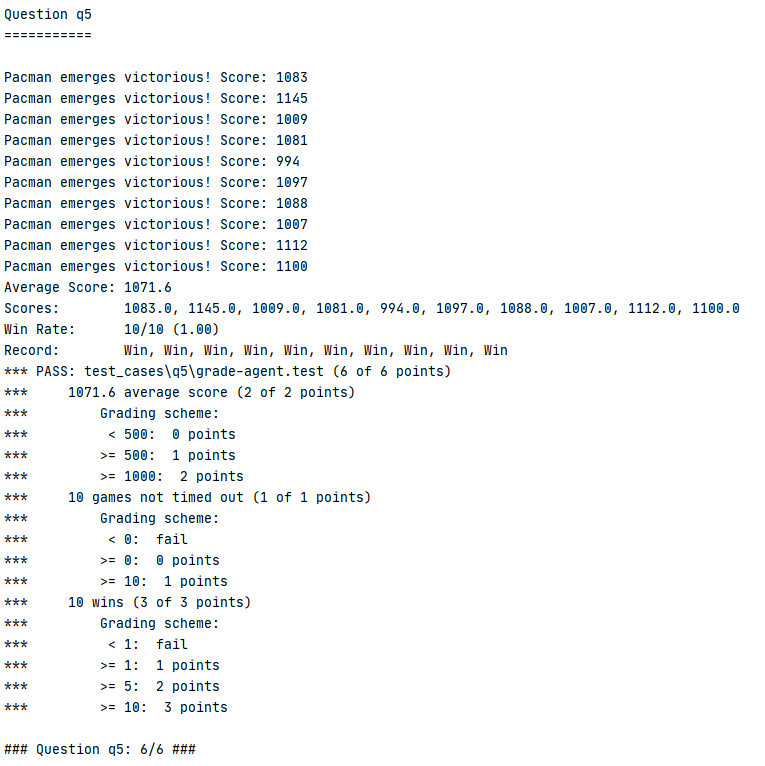 Question q5
===========
Pacman emerges victorious! Score: 1083
Pacman emerges victorious! Score: 1145
Pacman emerges victorious! Score: 1009
Pacman emerges victorious! Score: 1081
Pacman emerges victorious! Score: 994
Pacman emerges victorious! Score: 1097
Pacman emerges victorious! Score: 1088
Pacman emerges victorious! Score: 1007
Pacman emerges victorious! Score: 1112
Pacman emerges victorious! Score: 1100
Average Score: 1071.6
Scores:        1083.0, 1145.0, 1009.0, 1081.0, 994.0, 1097.0, 1088.0, 1007.0, 1112.0, 1100.0
Win Rate:      10/10 (1.00)
Record:        Win, Win, Win, Win, Win, Win, Win, Win, Win, Win
*** PASS: test_cases\q5\grade-agent.test (6 of 6 points)
***     1071.6 average score (2 of 2 points)
***         Grading scheme:
***          < 500:  0 points
***         >= 500:  1 points
***         >= 1000:  2 points
***     10 games not timed out (1 of 1 points)
***         Grading scheme:
***          < 0:  fail
***         >= 0:  0 points
***         >= 10:  1 points
***     10 wins (3 of 3 points)
***         Grading scheme:
***          < 1:  fail
***         >= 1:  1 points
***         >= 5:  2 points
***         >= 10:  3 points
### Question q5: 6/6 ###